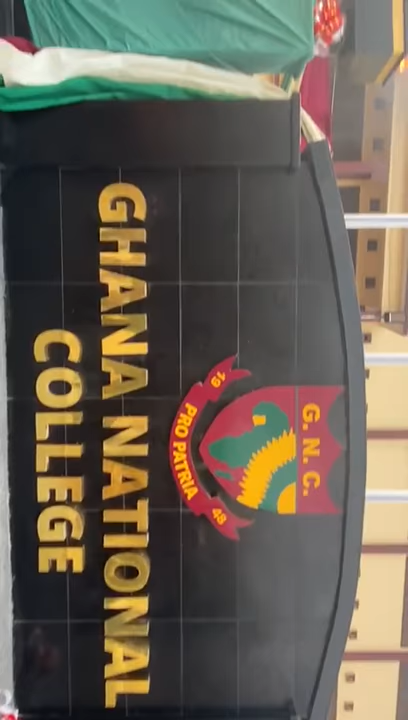 G. N. C.
19 PRO PATRIA 48
GHANA NATIONAL
COLLEGE